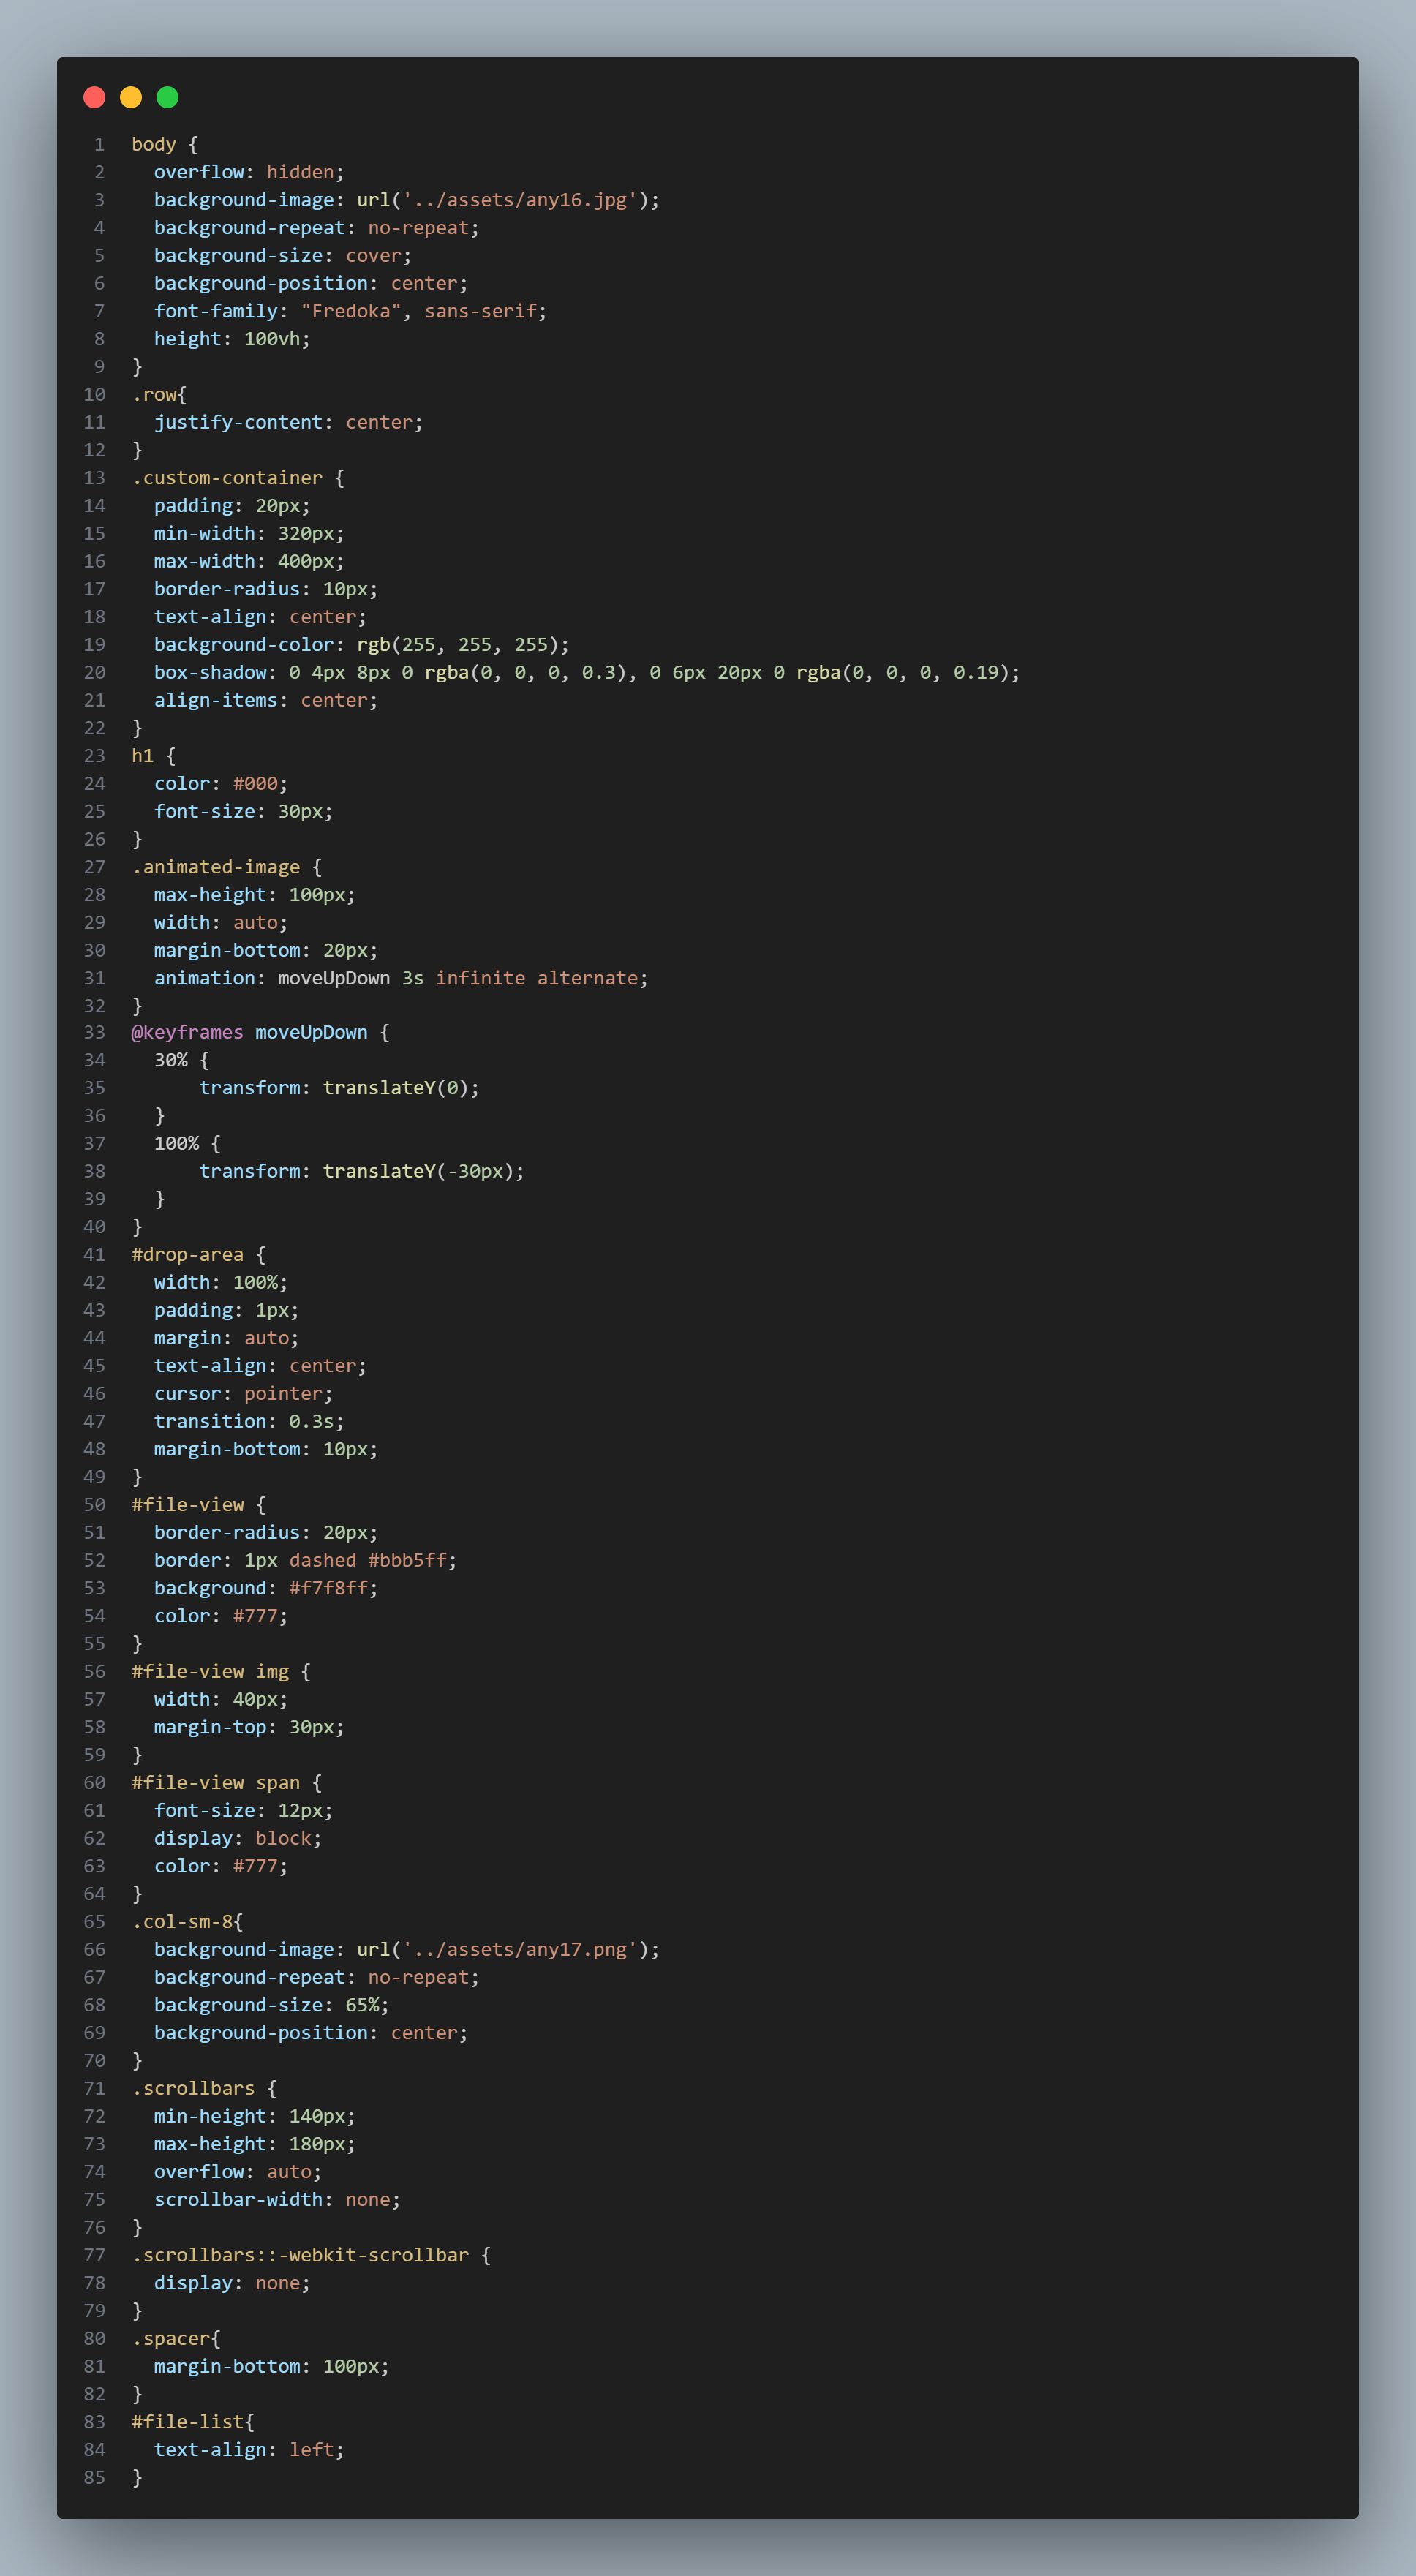 1 body {
2   overflow: hidden;
3   background-image: url('../assets/any16.jpg');
4   background-repeat: no-repeat;
5   background-size: cover;
6   background-position: center;
7   font-family: "Fredoka", sans-serif;
8   height: 100vh;
9 }
10 .row{
11   justify-content: center;
12 }
13 .custom-container {
14   padding: 20px;
15   min-width: 320px;
16   max-width: 400px;
17   border-radius: 10px;
18   text-align: center;
19   background-color: rgb(255, 255, 255);
20   box-shadow: 0 4px 8px 0 rgba(0, 0, 0, 0.3), 0 6px 20px 0 rgba(0, 0, 0, 0.19);
21   align-items: center;
22 }
23 h1 {
24   color: #000;
25   font-size: 30px;
26 }
27 .animated-image {
28   max-height: 100px;
29   width: auto;
30   margin-bottom: 20px;
31   animation: moveUpDown 3s infinite alternate;
32 }
33 @keyframes moveUpDown {
34   30% {
35       transform: translateY(0);
36   }
37   100% {
38       transform: translateY(-30px);
39   }
40 }
41 #drop-area {
42   width: 100%;
43   padding: 1px;
44   margin: auto;
45   text-align: center;
46   cursor: pointer;
47   transition: 0.3s;
48   margin-bottom: 10px;
49 }
50 #file-view {
51   border-radius: 20px;
52   border: 1px dashed #bbb5ff;
53   background: #f7f8ff;
54   color: #777;
55 }
56 #file-view img {
57   width: 40px;
58   margin-top: 30px;
59 }
60 #file-view span {
61   font-size: 12px;
62   display: block;
63   color: #777;
64 }
65 .col-sm-8{
66   background-image: url('../assets/any17.png');
67   background-repeat: no-repeat;
68   background-size: 65%;
69   background-position: center;
70 }
71 .scrollbars {
72   min-height: 140px;
73   max-height: 180px;
74   overflow: auto;
75   scrollbar-width: none;
76 }
77 .scrollbars::-webkit-scrollbar {
78   display: none;
79 }
80 .spacer{
81   margin-bottom: 100px;
82 }
83 #file-list{
84   text-align: left;
85 }